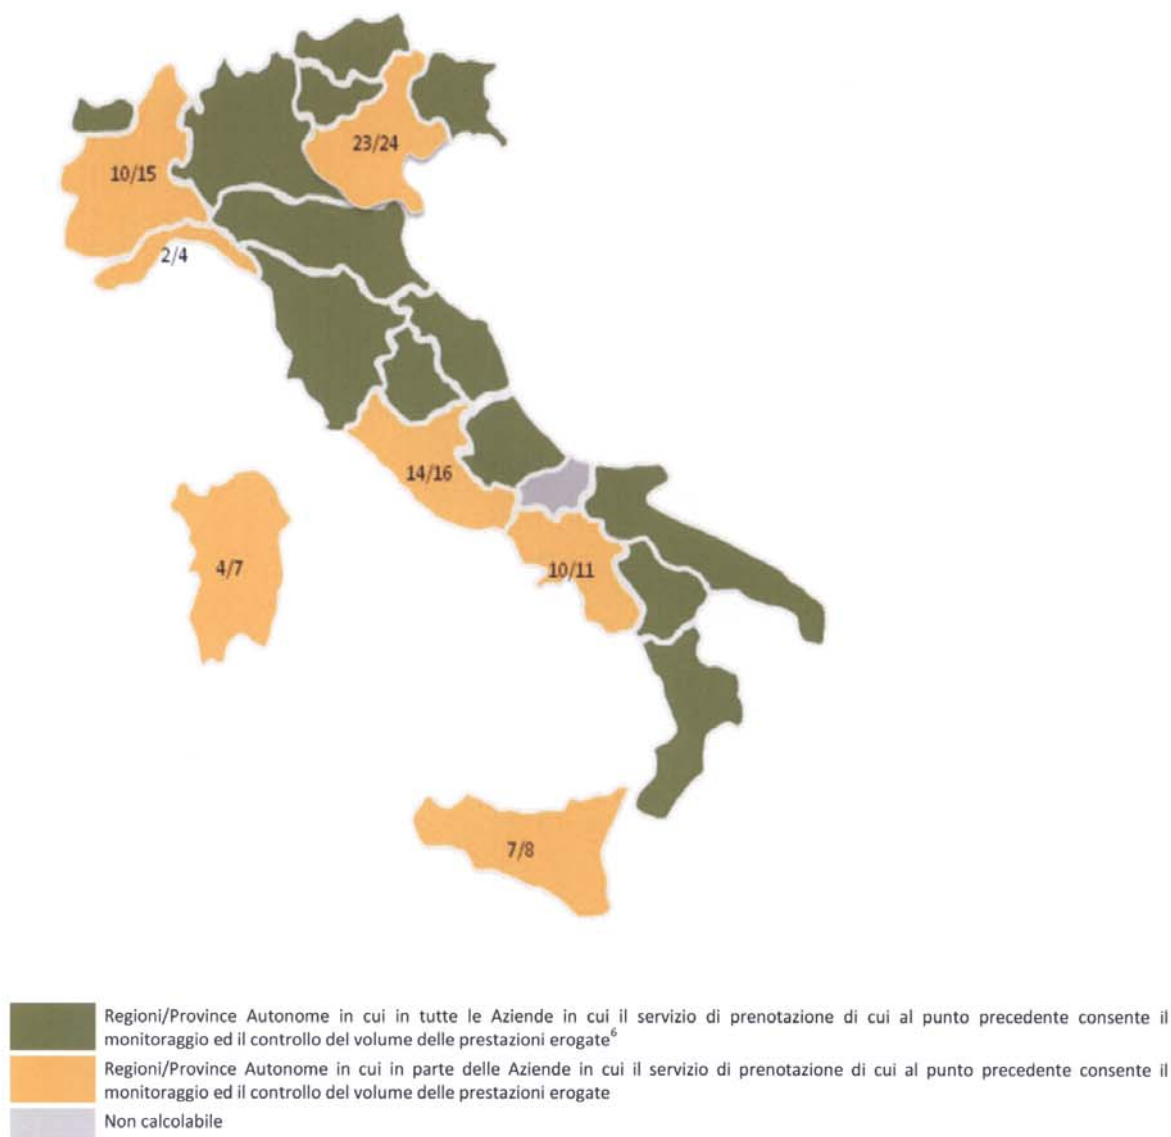 23/24
10/15
2/4
14/16
4/7
10/11
7/8
Regioni/Province Autonome in cui in tutte le Aziende in cui il servizio di prenotazione di cui al punto precedente consente il
monitoraggio ed il controllo del volume delle prestazioni erogate⁶
Regioni/Province Autonome in cui in parte delle Aziende in cui il servizio di prenotazione di cui al punto precedente consente il
monitoraggio ed il controllo del volume delle prestazioni erogate
Non calcolabile